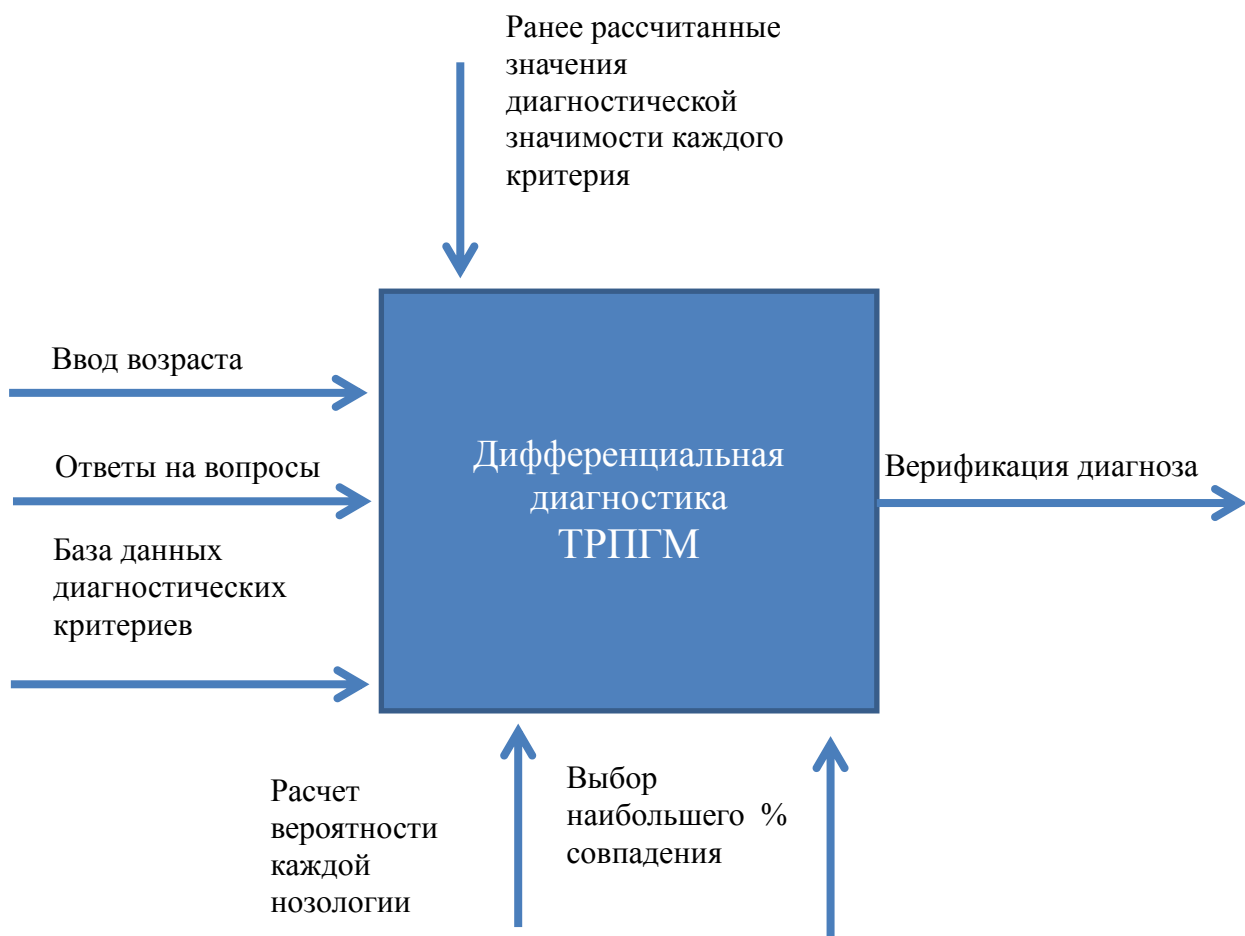 Ранее рассчитанные
значения
диагностической
значимости каждого
критерия
Ввод возраста
Ответы на вопросы
База данных
диагностических
критериев
Дифференциальная
диагностика
ТРПГМ
Верификация диагноза
Расчет
вероятности
каждой
нозологии
Выбор
наибольшего %
совпадения